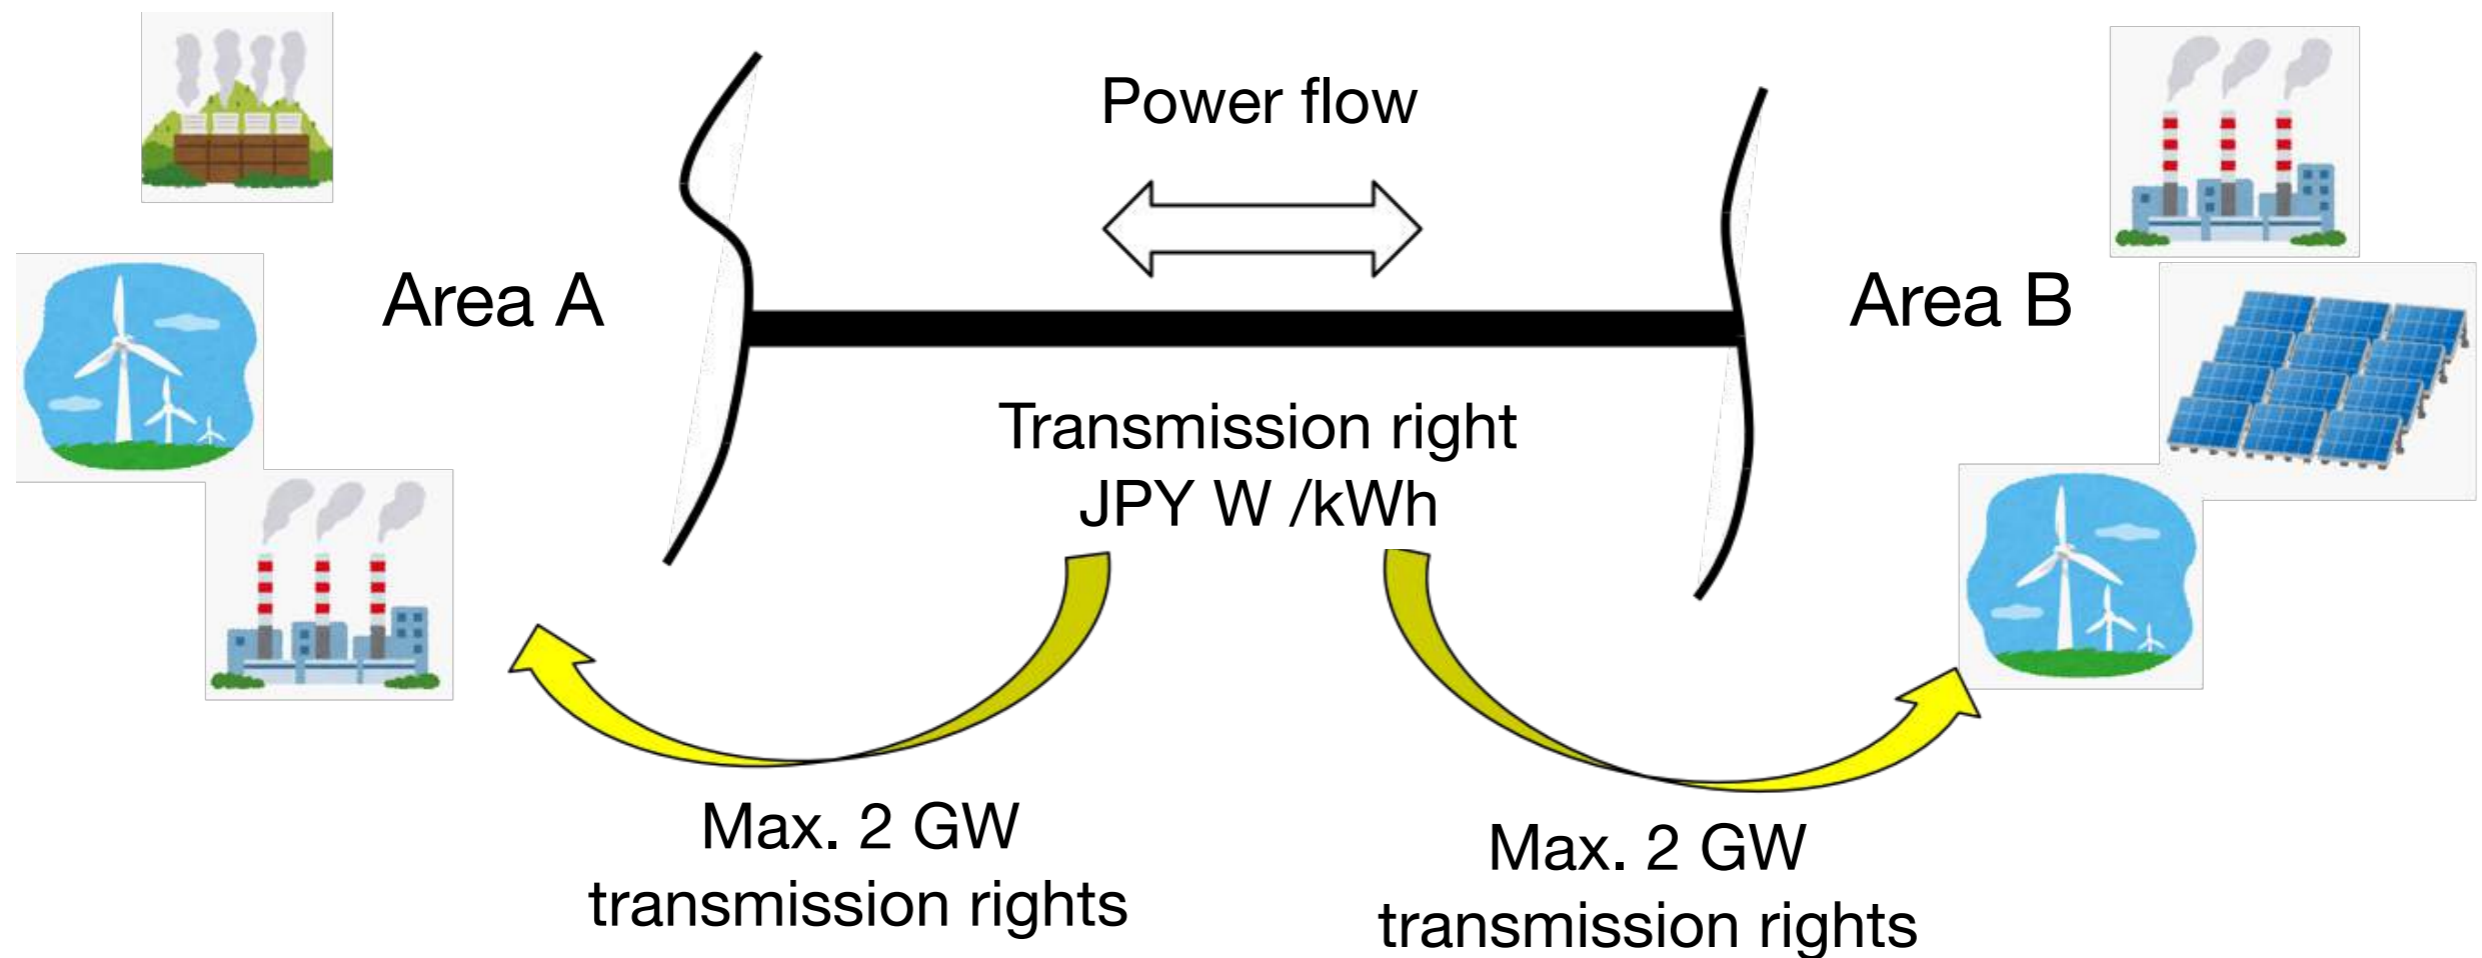 Power flow
Area A
Area B
Transmission right
JPY W /kWh
Max. 2 GW
transmission rights
Max. 2 GW
transmission rights